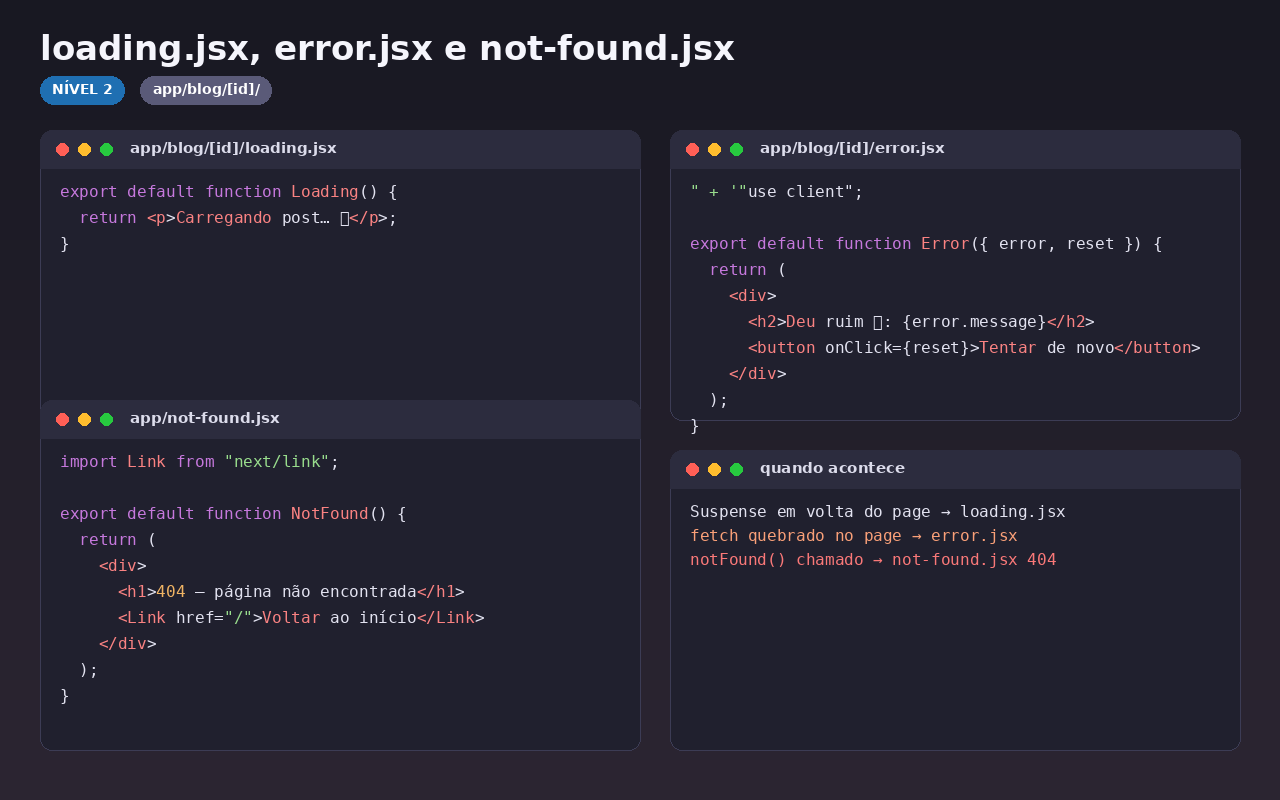 loading.jsx, error.jsx e not-found.jsx
NÍVEL 2
app/blog/[id]/
app/blog/[id]/loading.jsx
export default function Loading() {
  return <p>Carregando post… </p>;
}
app/not-found.jsx
import Link from "next/link";
export default function NotFound() {
  return (
    <div>
      <h1>404 — página não encontrada</h1>
      <Link href="/">Voltar ao início</Link>
    </div>
  );
}
app/blog/[id]/error.jsx
" + '"use client";
export default function Error({ error, reset }) {
  return (
    <div>
      <h2>Deu ruim : {error.message}</h2>
      <button onClick={reset}>Tentar de novo</button>
    </div>
  );
}
quando acontece
Suspense em volta do page → loading.jsx
fetch quebrado no page → error.jsx
notFound() chamado → not-found.jsx 404